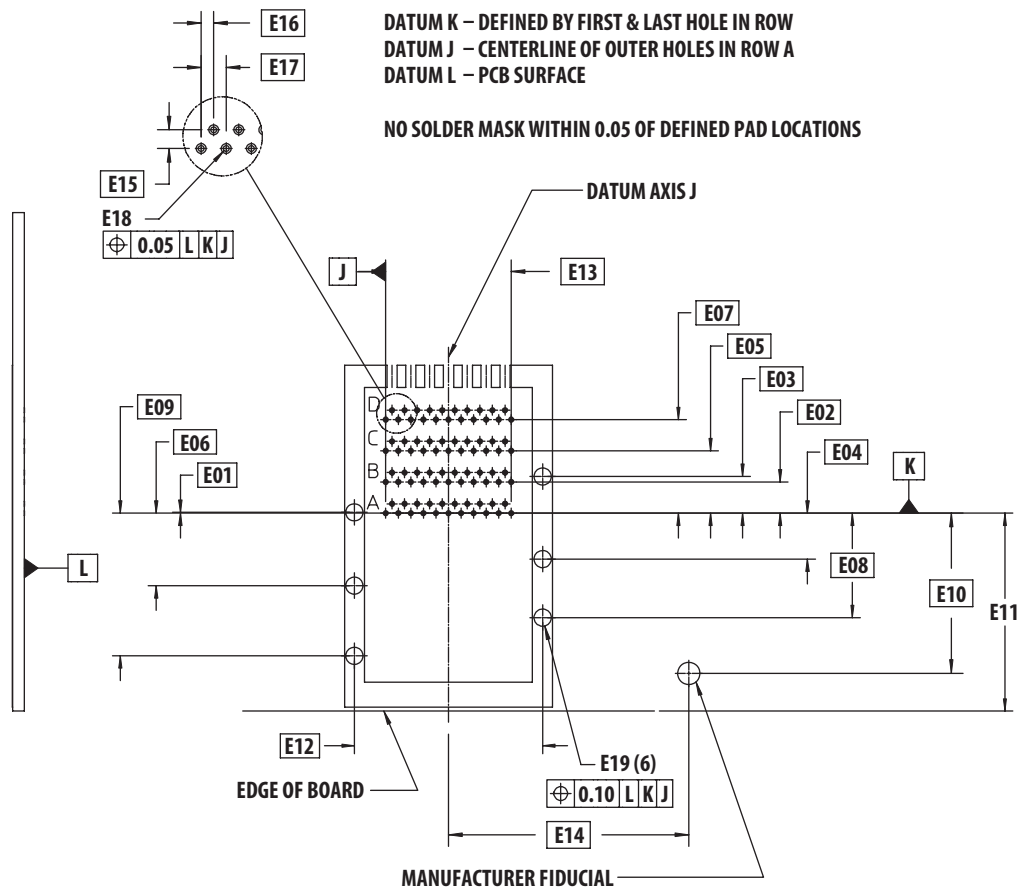 E16
E17
DATUM K – DEFINED BY FIRST & LAST HOLE IN ROW
DATUM J – CENTERLINE OF OUTER HOLES IN ROW A
DATUM L – PCB SURFACE
NO SOLDER MASK WITHIN 0.05 OF DEFINED PAD LOCATIONS
E15
E18
⌖ 0.05 L K J
DATUM AXIS J
J
E13
E07
E05
E03
E02
E04
K
E09
E06
E01
D
C
B
A
L
E08
E10
E11
E12
EDGE OF BOARD
E19 (6)
⌖ 0.10 L K J
E14
MANUFACTURER FIDUCIAL